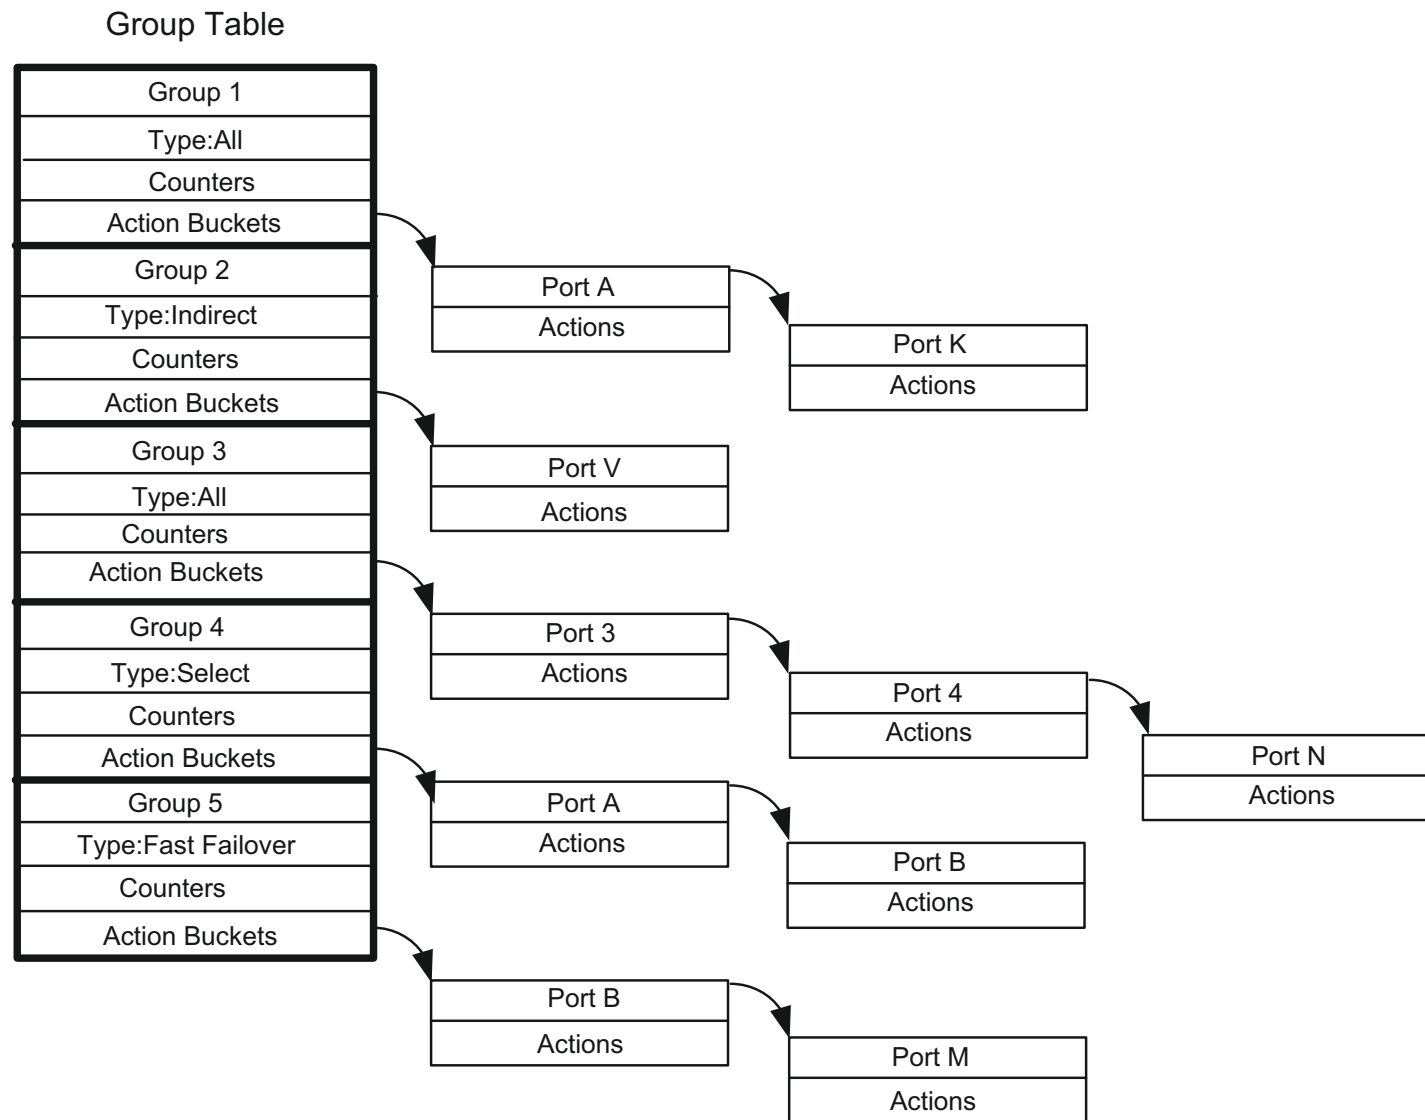 Group Table
Group 1
Type:All
Counters
Action Buckets
Group 2
Type:Indirect
Counters
Action Buckets
Group 3
Type:All
Counters
Action Buckets
Group 4
Type:Select
Counters
Action Buckets
Group 5
Type:Fast Failover
Counters
Action Buckets
Port A
Actions
Port K
Actions
Port V
Actions
Port 3
Actions
Port 4
Actions
Port N
Actions
Port A
Actions
Port B
Actions
Port B
Actions
Port M
Actions